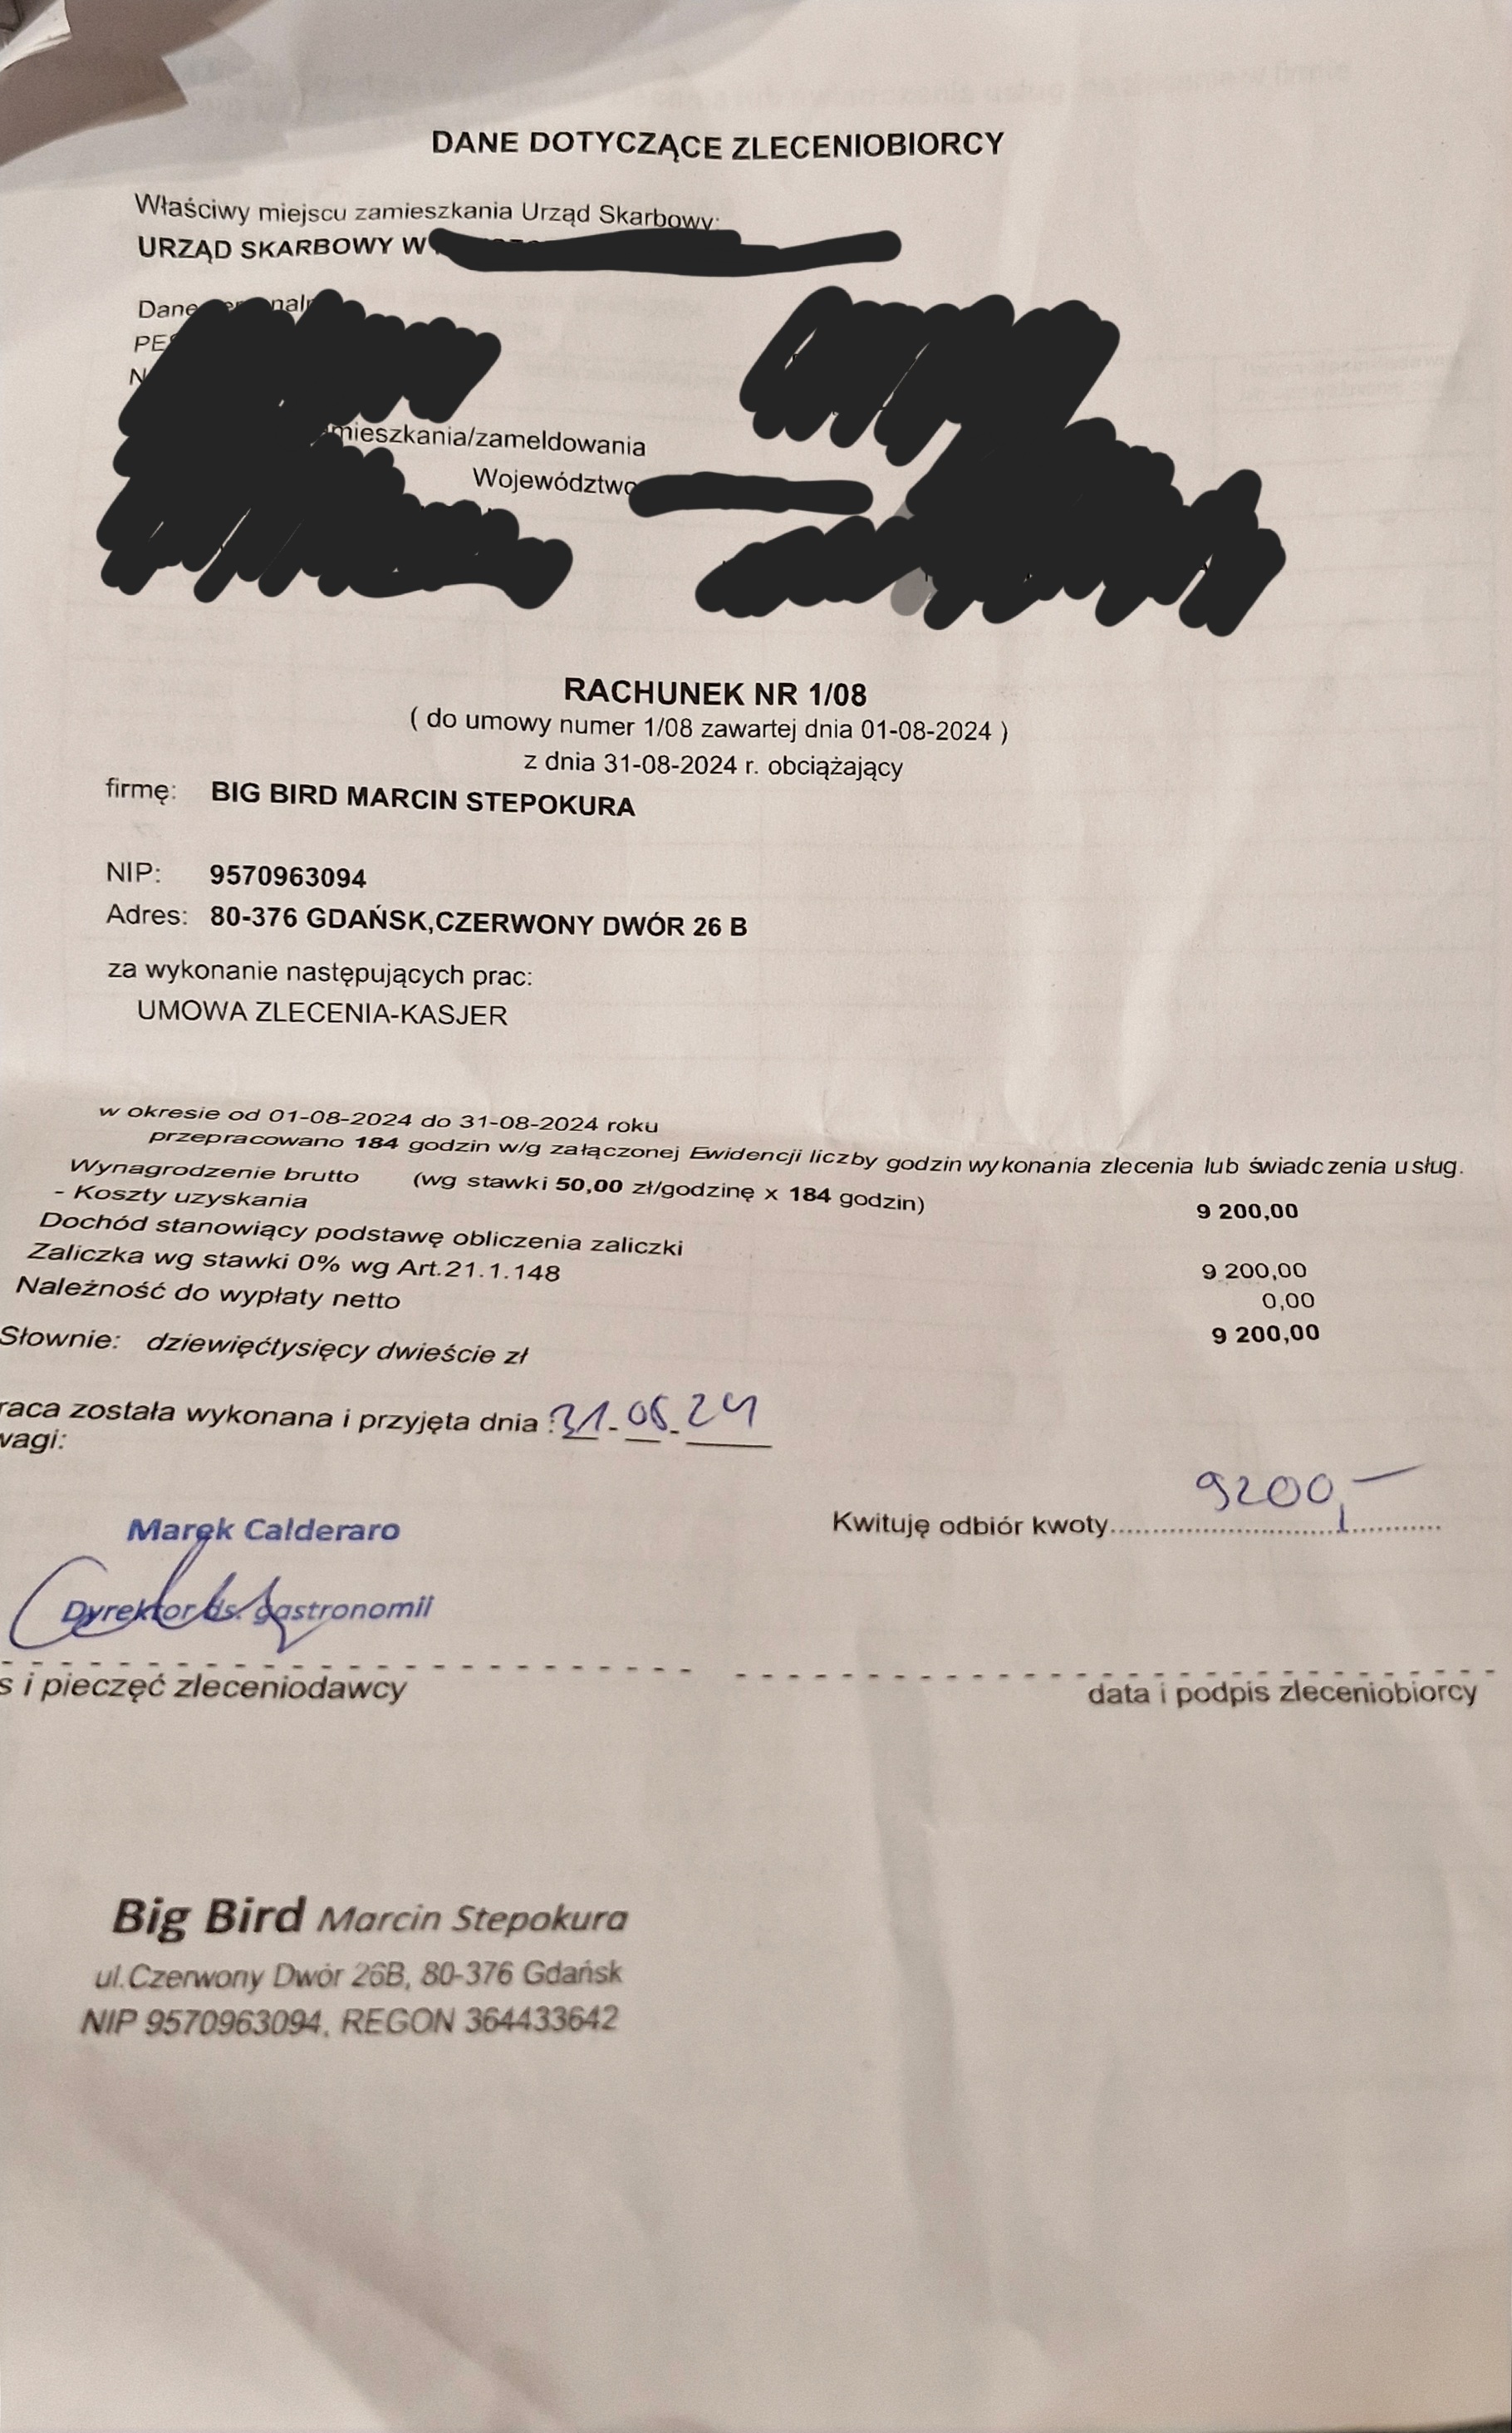 DANE DOTYCZĄCE ZLECENIOBIORCY
Właściwy miejscu zamieszkania Urząd Skarbowy:
URZĄD SKARBOWY W
Dane
mieszkania/zameldowania
Województwo
RACHUNEK NR 1/08
( do umowy numer 1/08 zawartej dnia 01-08-2024 )
z dnia 31-08-2024 r. obciążający
firmę: BIG BIRD MARCIN STEPOKURA
NIP: 9570963094
Adres: 80-376 GDAŃSK,CZERWONY DWÓR 26 B
za wykonanie następujących prac:
UMOWA ZLECENIA-KASJER
w okresie od 01-08-2024 do 31-08-2024 roku
przepracowano 184 godzin w/g załączonej Ewidencji liczby godzin wykonania zlecenia lub świadczenia usług.
Wynagrodzenie brutto (wg stawki 50,00 zł/godzinę x 184 godzin) 9 200,00
- Koszty uzyskania
Dochód stanowiący podstawę obliczenia zaliczki 9 200,00
Zaliczka wg stawki 0% wg Art.21.1.148 0,00
Należność do wypłaty netto 9 200,00
Słownie: dziewięćtysięcy dwieście zł
raca została wykonana i przyjęta dnia : 31-08-24
wagi:
Kwituję odbiór kwoty 9200,-
Marek Calderaro
Dyrektor ds. gastronomii
s i pieczęć zleceniodawcy
data i podpis zleceniobiorcy
Big Bird Marcin Stepokura
ul.Czerwony Dwór 26B, 80-376 Gdańsk
NIP 9570963094, REGON 364433642